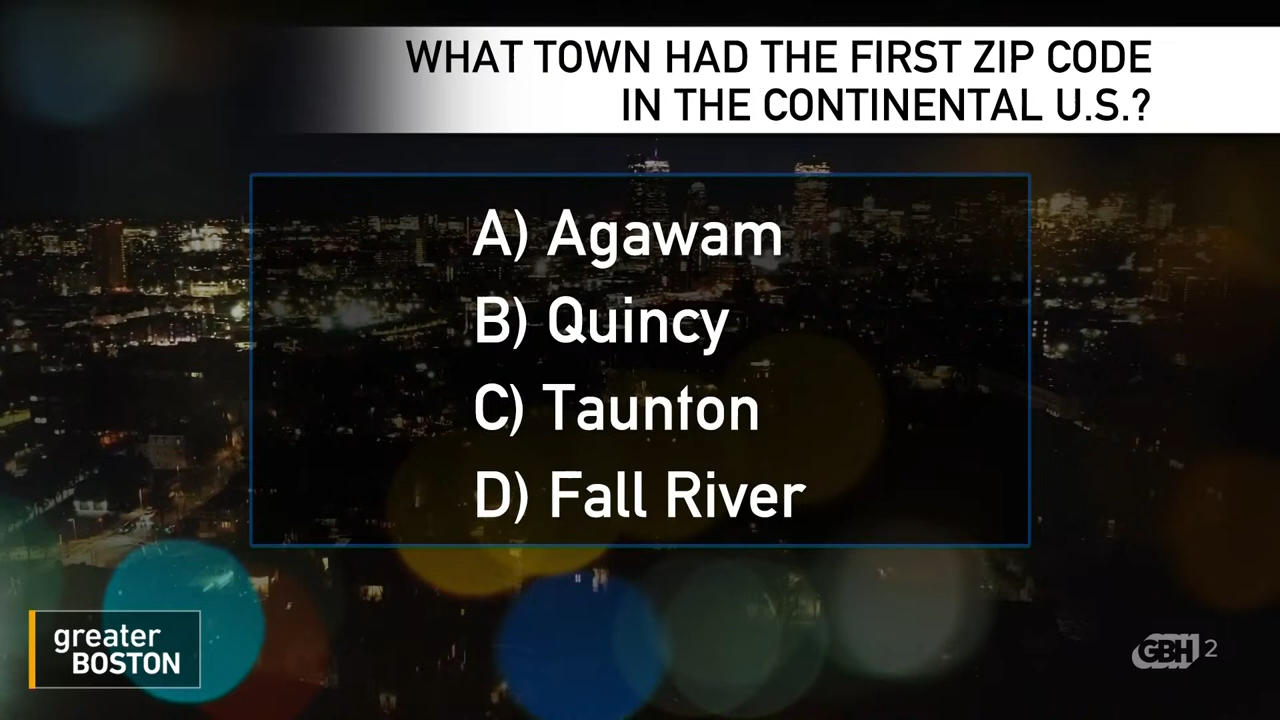 WHAT TOWN HAD THE FIRST ZIP CODE
IN THE CONTINENTAL U.S.?
A) Agawam
B) Quincy
C) Taunton
D) Fall River
greater
BOSTON
GBH 2